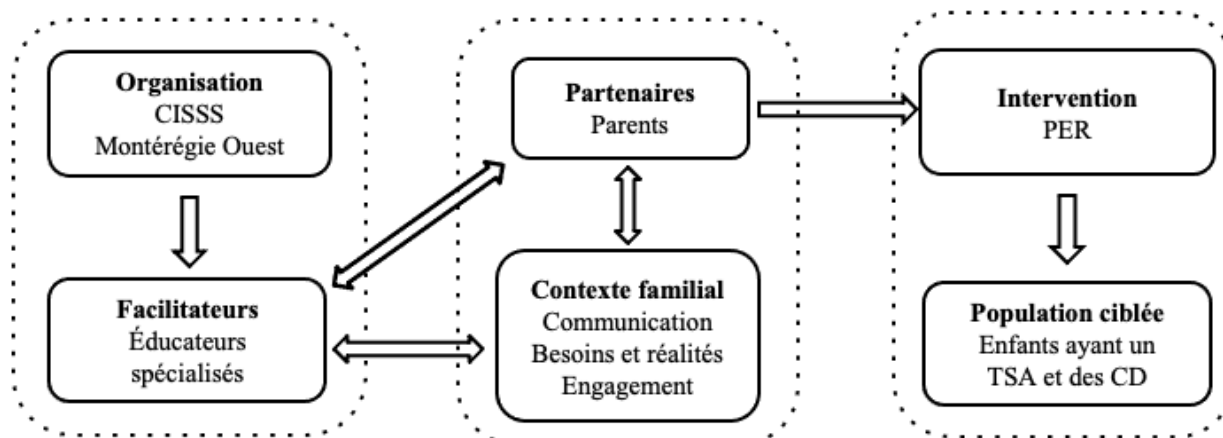 Organisation
CISSS
Montérégie Ouest
Facilitateurs
Éducateurs
spécialisés
Partenaires
Parents
Contexte familial
Communication
Besoins et réalités
Engagement
Intervention
PER
Population ciblée
Enfants ayant un
TSA et des CD